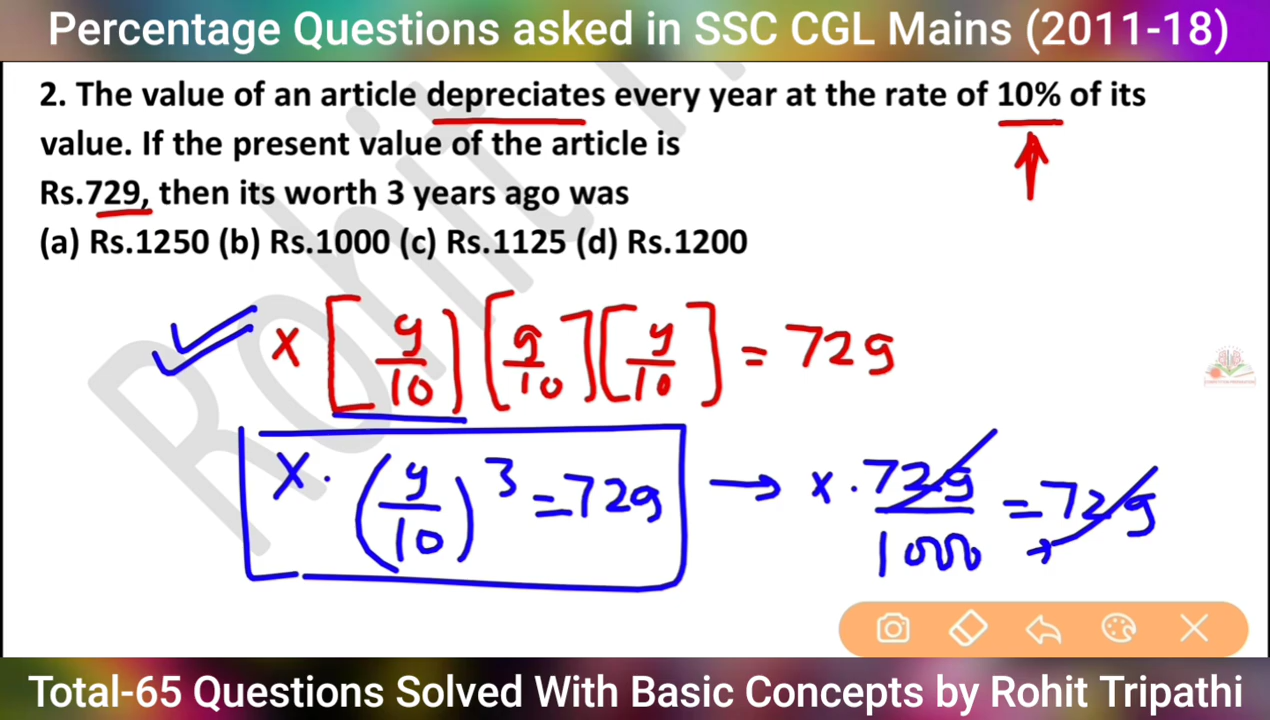 Percentage Questions asked in SSC CGL Mains (2011-18)
2. The value of an article depreciates every year at the rate of 10% of its
value. If the present value of the article is
Rs.729, then its worth 3 years ago was
(a) Rs.1250 (b) Rs.1000 (c) Rs.1125 (d) Rs.1200
x [9/10] [9/10] [9/10] = 729
x · (9/10)³ = 729 → x · 729/1000 = 729
Total-65 Questions Solved With Basic Concepts by Rohit Tripathi